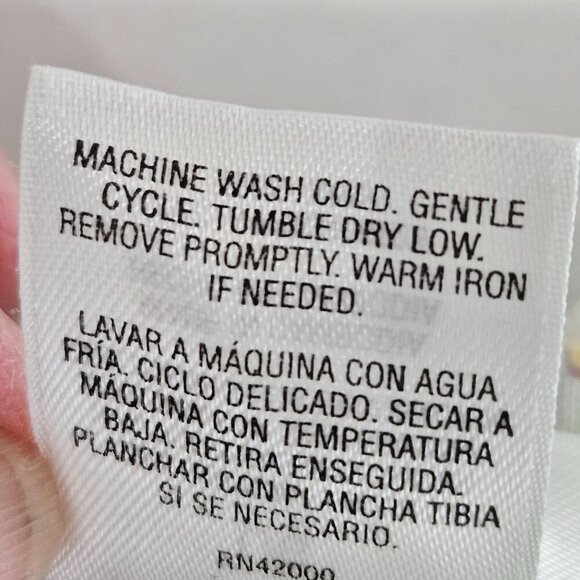 MACHINE WASH COLD. GENTLE
CYCLE. TUMBLE DRY LOW.
REMOVE PROMPTLY. WARM IRON
IF NEEDED.
LAVAR A MÁQUINA CON AGUA
FRÍA. CICLO DELICADO. SECAR A
MÁQUINA CON TEMPERATURA
BAJA. RETIRA ENSEGUIDA.
PLANCHAR CON PLANCHA TIBIA
SI SE NECESARIO.
RN42000